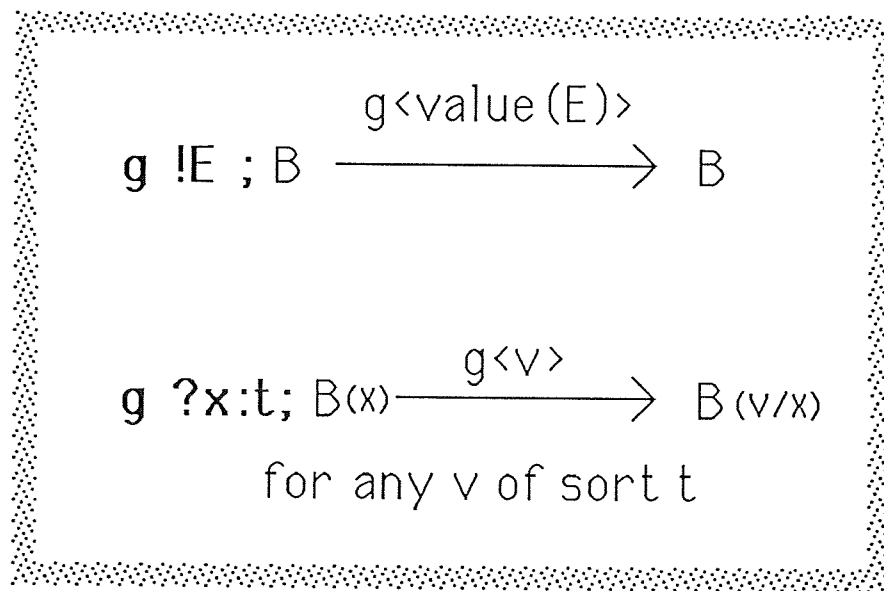 g<value(E)>
g !E ; B B
g<v>
g ?x:t; B(x) B(v/x)
for any v of sort t